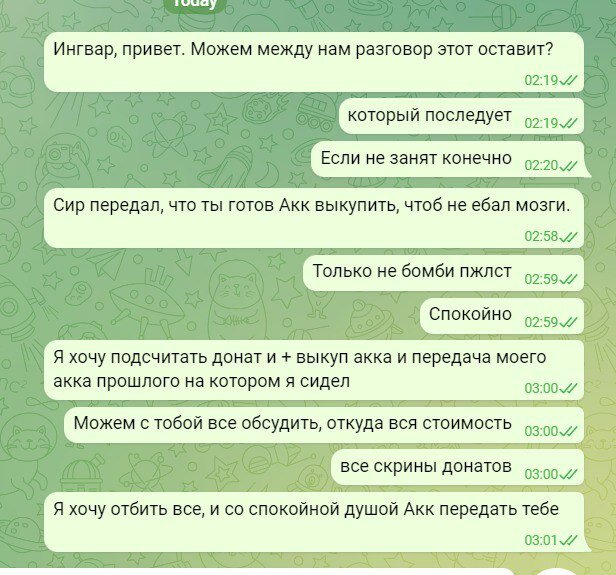 Today
Ингвар, привет. Можем между нам разговор этот оставит?
02:19
который последует
02:19
Если не занят конечно
02:20
Сир передал, что ты готов Акк выкупить, чтоб не ебал мозги.
02:58
Только не бомби пжлст
02:59
Спокойно
02:59
Я хочу подсчитать донат и + выкуп акка и передача моего
акка прошлого на котором я сидел
03:00
Можем с тобой все обсудить, откуда вся стоимость
03:00
все скрины донатов
03:00
Я хочу отбить все, и со спокойной душой Акк передать тебе
03:01